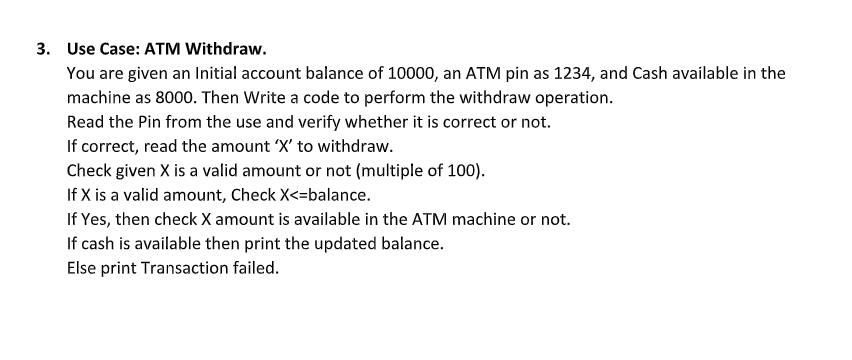 3. Use Case: ATM Withdraw.
You are given an Initial account balance of 10000, an ATM pin as 1234, and Cash available in the
machine as 8000. Then Write a code to perform the withdraw operation.
Read the Pin from the use and verify whether it is correct or not.
If correct, read the amount ‘X’ to withdraw.
Check given X is a valid amount or not (multiple of 100).
If X is a valid amount, Check X<=balance.
If Yes, then check X amount is available in the ATM machine or not.
If cash is available then print the updated balance.
Else print Transaction failed.